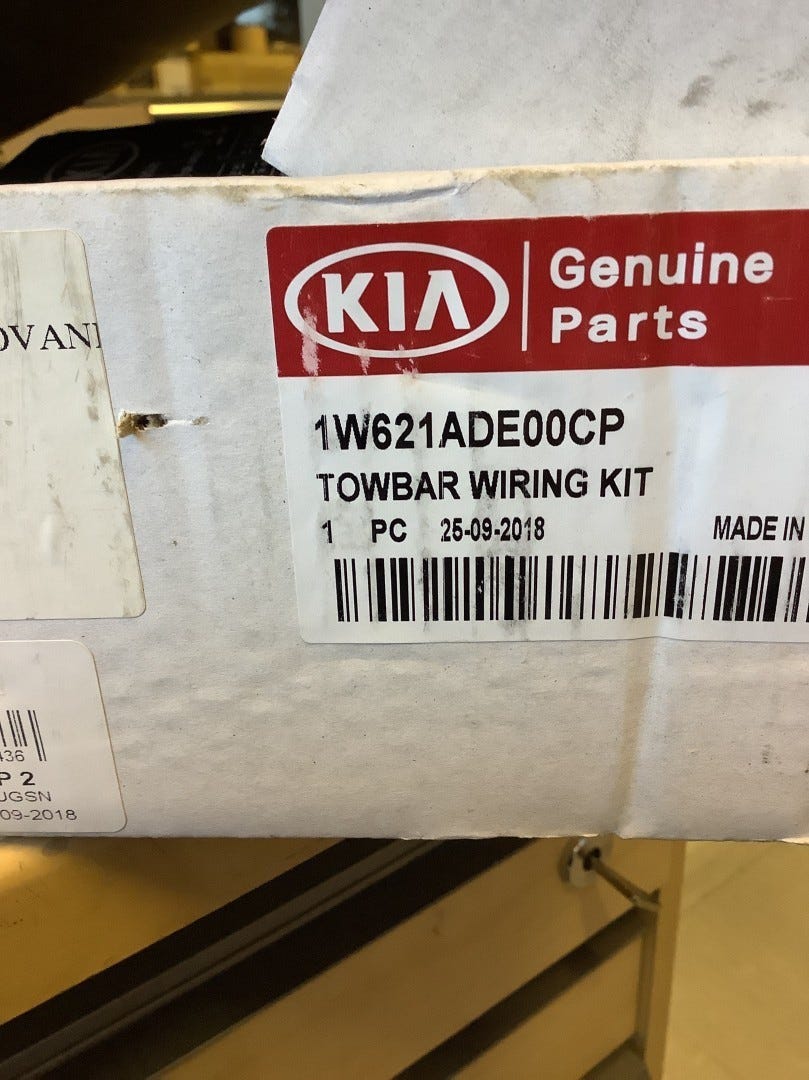 KIA
Genuine
Parts
1W621ADE00CP
TOWBAR WIRING KIT
1 PC 25-09-2018
MADE IN
OVANI
436
P 2
UGSN
09-2018